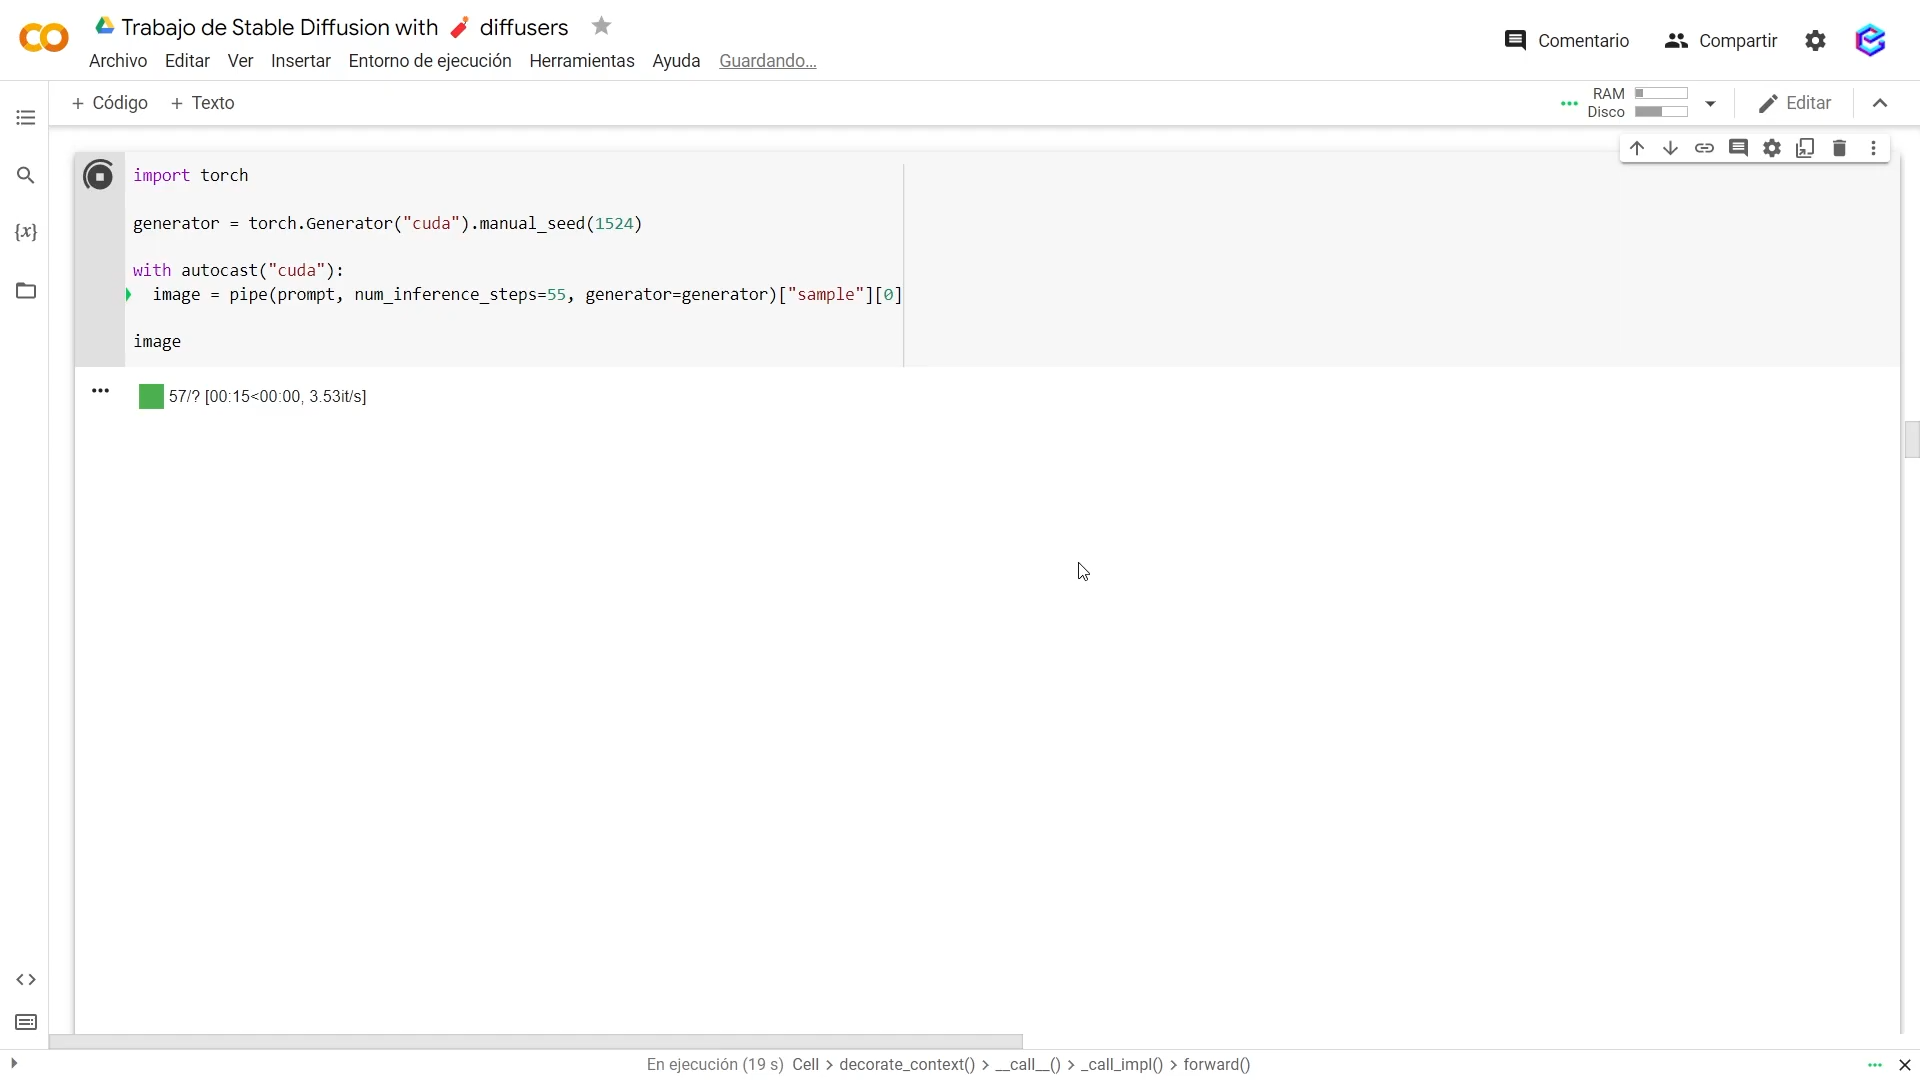 Trabajo de Stable Diffusion with diffusers
Archivo Editar Ver Insertar Entorno de ejecución Herramientas Ayuda Guardando...
Comentario Compartir
+ Código + Texto
RAM
Disco
Editar
{x}
import torch
generator = torch.Generator("cuda").manual_seed(1524)
with autocast("cuda"):
image = pipe(prompt, num_inference_steps=55, generator=generator)["sample"][0]
image
57/? [00:15<00:00, 3.53it/s]
En ejecución (19 s) Cell > decorate_context() > __call__() > _call_impl() > forward()